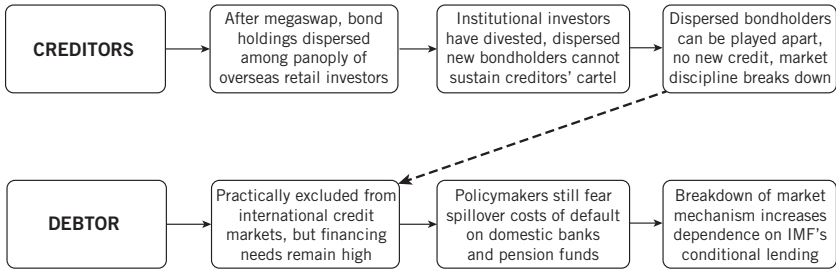 CREDITORS
After megaswap, bond
holdings dispersed
among panoply of
overseas retail investors
Institutional investors
have divested, dispersed
new bondholders cannot
sustain creditors' cartel
Dispersed bondholders
can be played apart,
no new credit, market
discipline breaks down
DEBTOR
Practically excluded from
international credit
markets, but financing
needs remain high
Policymakers still fear
spillover costs of default
on domestic banks
and pension funds
Breakdown of market
mechanism increases
dependence on IMF's
conditional lending